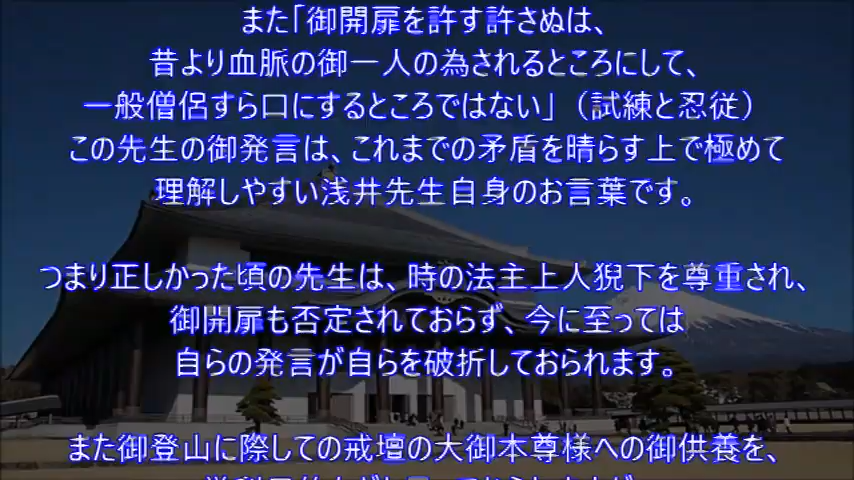 また「御開扉を許す許さぬは、
昔より血脈の御一人の為されるところにして、
一般僧侶すら口にするところではない」（試練と忍従）
この先生の御発言は、これまでの矛盾を晴らす上で極めて
理解しやすい浅井先生自身のお言葉です。
つまり正しかった頃の先生は、時の法主上人猊下を尊重され、
御開扉も否定されておらず、今に至っては
自らの発言が自らを破折しておられます。
また御登山に際しての戒壇の大御本尊様への御供養を、